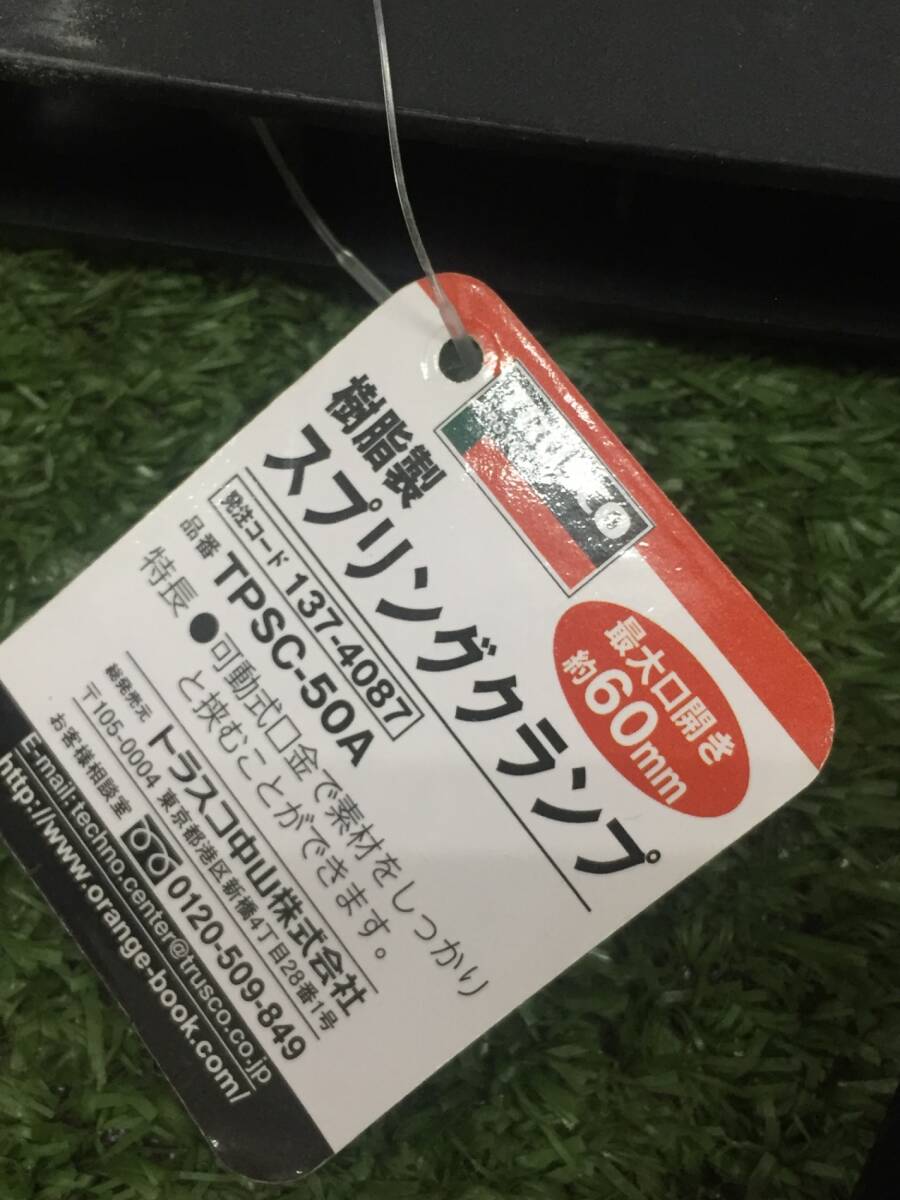 樹脂製
スプリングクランプ
最大口開き
約60mm
発注コード 137-4087
品番 TPSC-50A
特長 ●可動式口金で素材をしっかり
と挟むことができます。
総発売元 トラスコ中山株式会社
〒105-0004 東京都港区新橋4丁目28番1号
お客様相談室 0120-509-849
E-mail:techno.center@trusco.co.jp
http://www.orange-book.com/